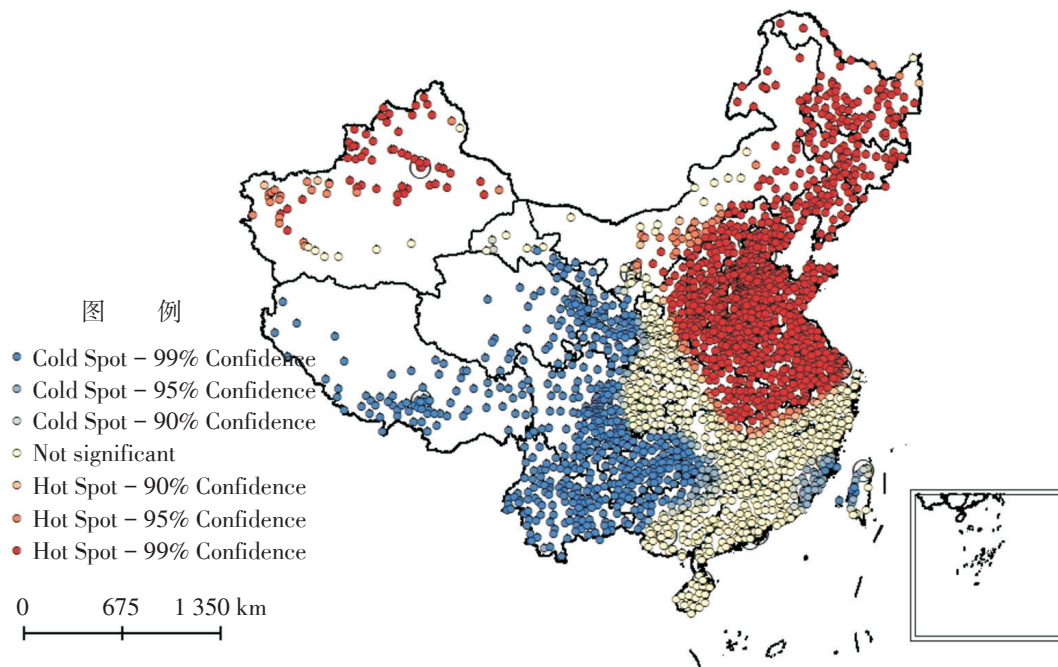 图 例
Cold Spot – 99% Confidence
Cold Spot – 95% Confidence
Cold Spot – 90% Confidence
Not significant
Hot Spot – 90% Confidence
Hot Spot – 95% Confidence
Hot Spot – 99% Confidence
0 675 1 350 km